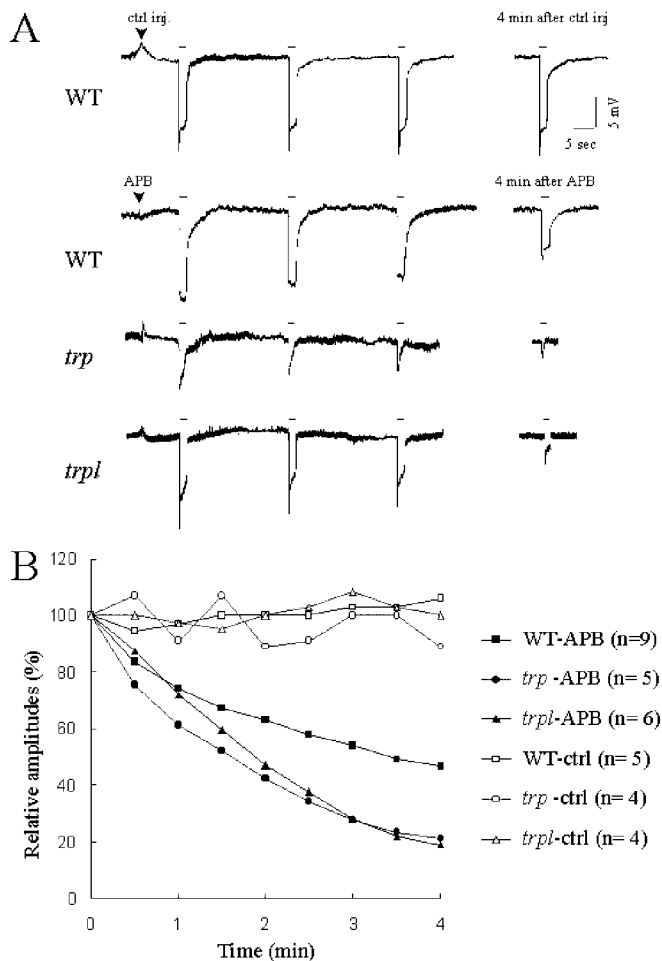 A
ctrl inj.
4 min after ctrl inj
WT
5 mV
5 sec
APB
4 min after APB
WT
trp
trpl
B
120
100
80
60
40
20
0
Relative amplitudes (%)
0 1 2 3 4
Time (min)
WT-APB (n=9)
trp -APB (n= 5)
trpl-APB (n= 6)
WT-ctrl (n= 5)
trp -ctrl (n= 4)
trpl-ctrl (n= 4)